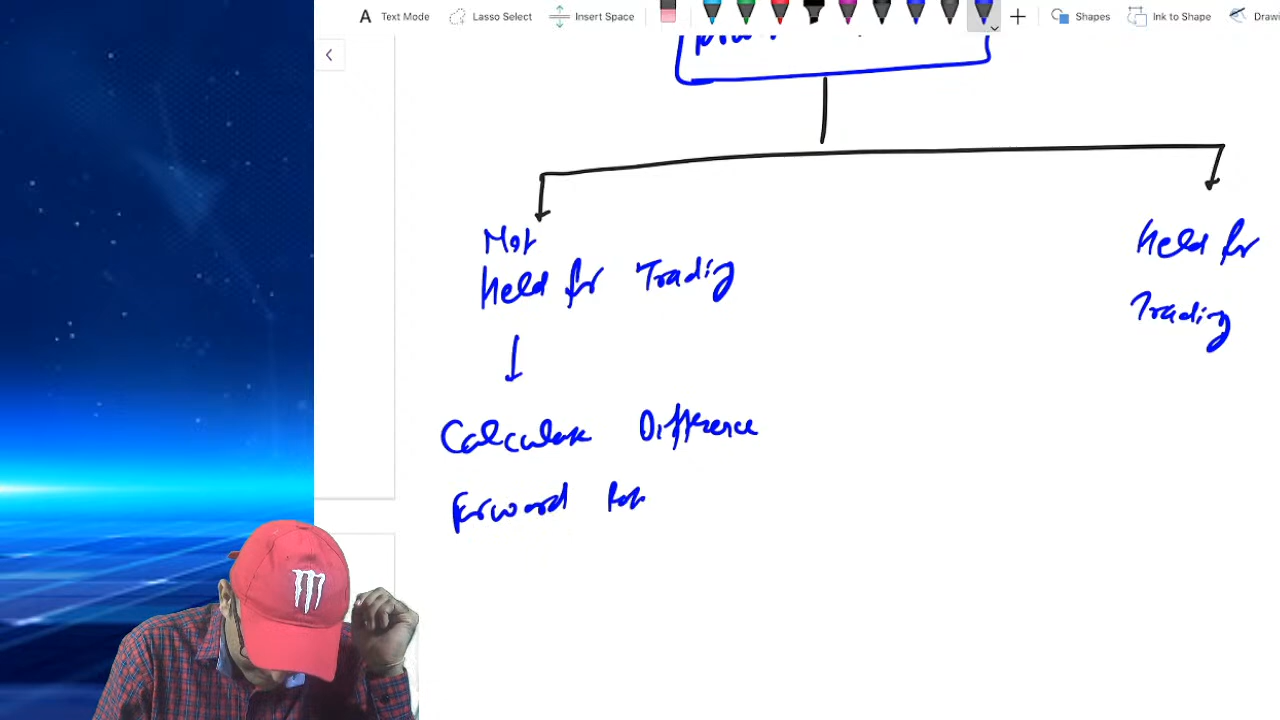 Text Mode
Lasso Select
Insert Space
Shapes
Ink to Shape
Not
Held for Trading
Held for
Trading
Calculate Difference
Forward